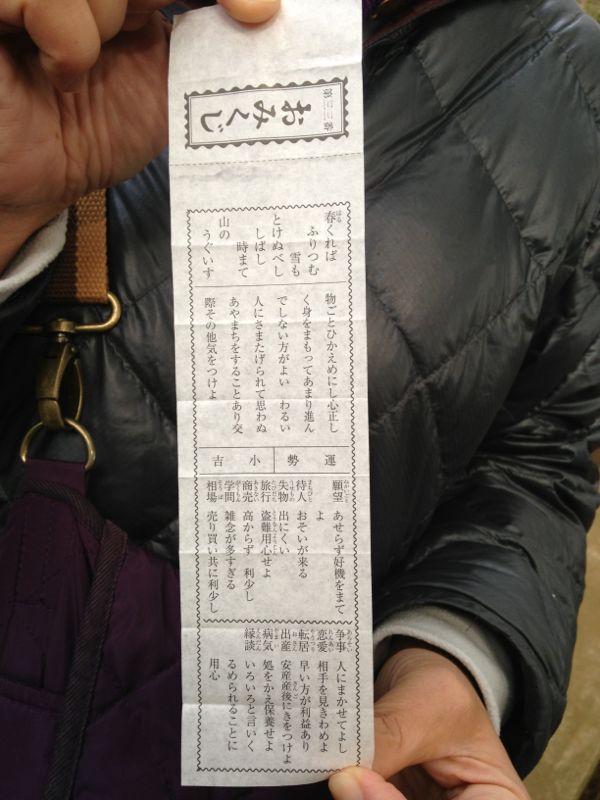 第三三番
おみくじ
春くれば
ふりつむ
雪も
とけぬべし
しばし
時まて
山の
うぐいす
物ごとひかえめにし心正し
く身をまもってあまり進ん
でしない方がよい わるい
人にさまたげられて思わぬ
あやまちをすることあり交
際その他気をつけよ
運勢 小吉
願望 あせらず好機をまて
よ
待人 おそいが来る
失物 出にくい
旅行 盗難用心せよ
商売 高からず 利少し
学問 雑念が多すぎる
相場 売り買い共に利少し
争事 人にまかせてよし
恋愛 相手を見きわめよ
転居 早い方が利益あり
出産 安産産後にきをつけよ
病気 処をかえ保養せよ
縁談 いろいろと言いく
るめられることに
用心